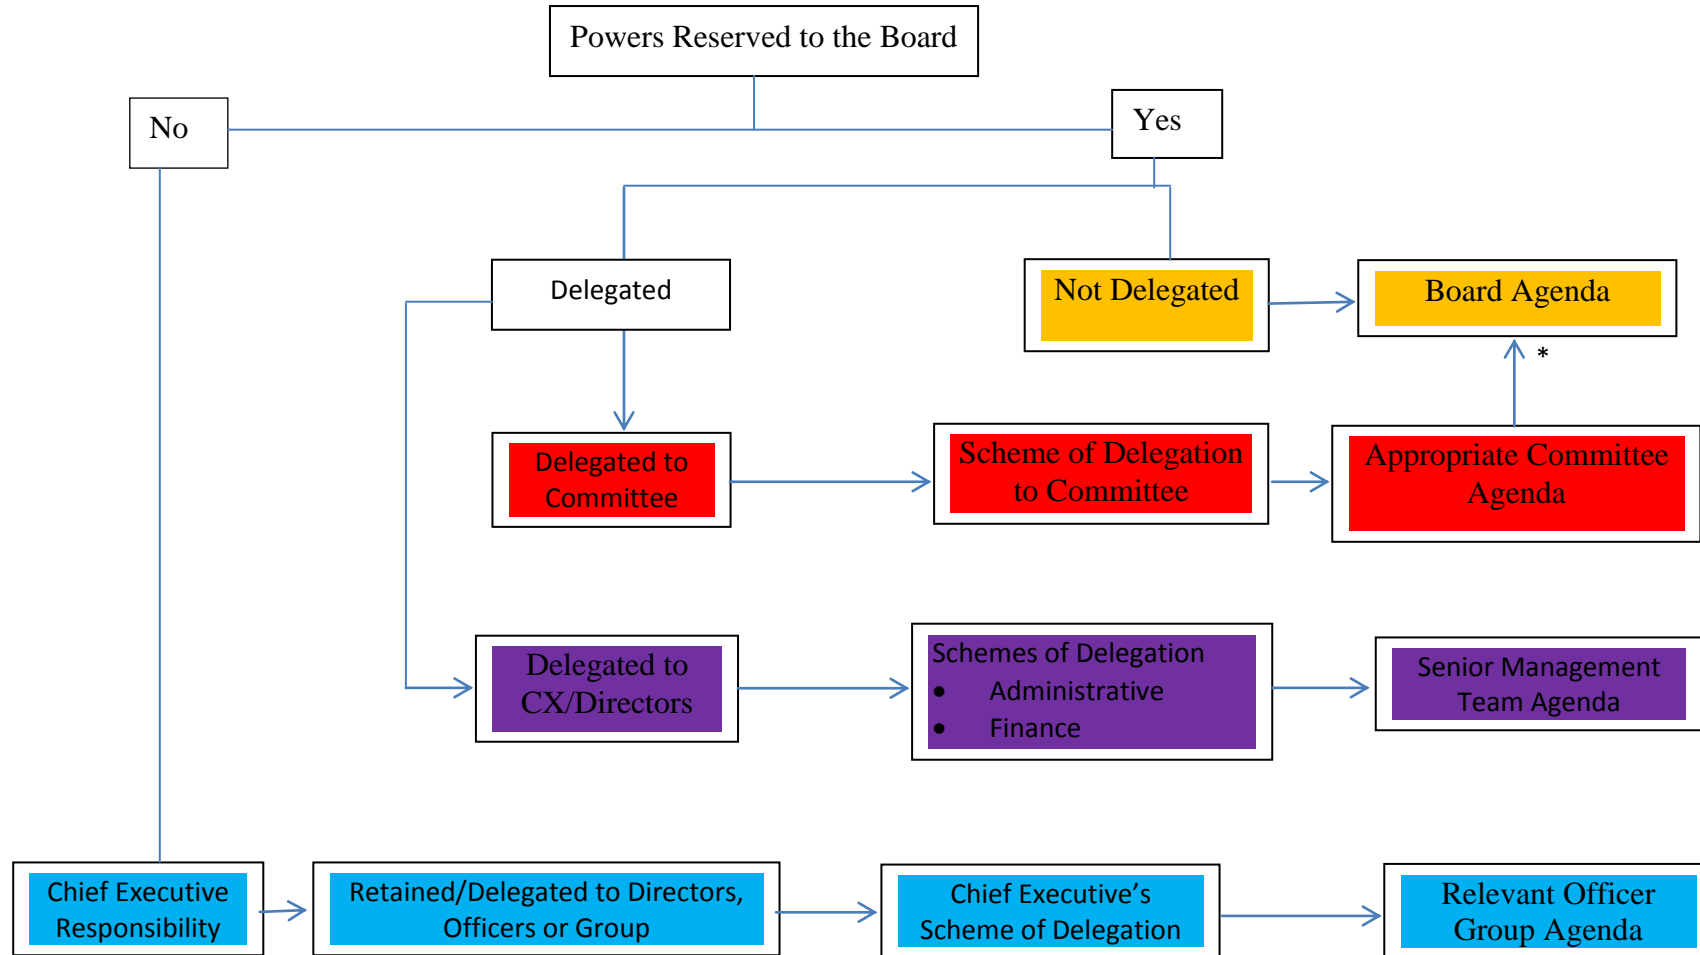 Powers Reserved to the Board
No
Yes
Delegated
Not Delegated
Board Agenda
*
Delegated to
Committee
Scheme of Delegation
to Committee
Appropriate Committee
Agenda
Delegated to
CX/Directors
Schemes of Delegation
• Administrative
• Finance
Senior Management
Team Agenda
Chief Executive
Responsibility
Retained/Delegated to Directors,
Officers or Group
Chief Executive’s
Scheme of Delegation
Relevant Officer
Group Agenda